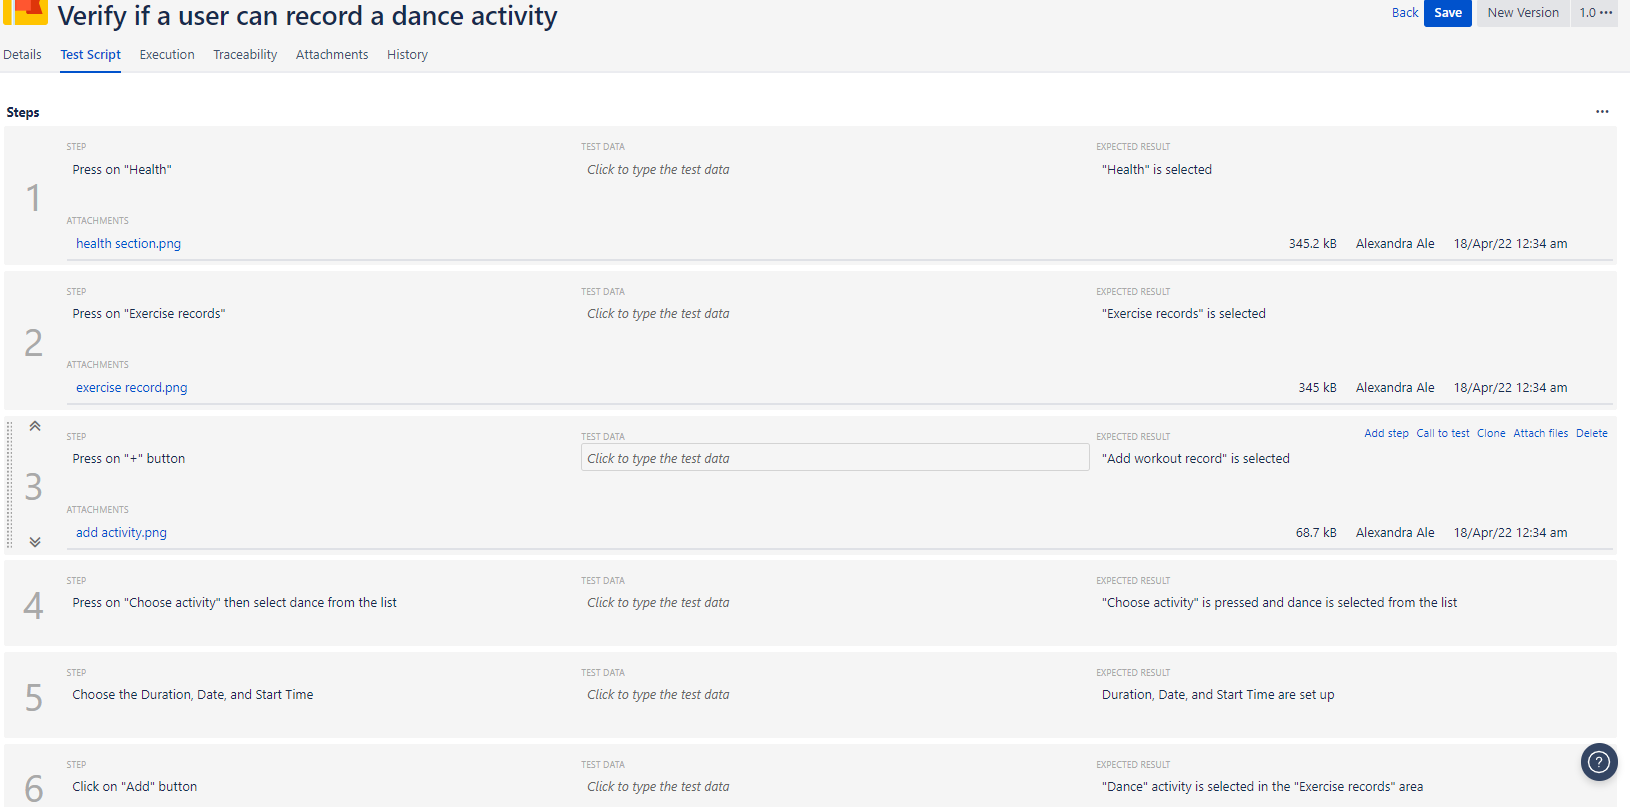 Verify if a user can record a dance activity
Back Save New Version 1.0 ···
Details Test Script Execution Traceability Attachments History
Steps ···
STEP TEST DATA EXPECTED RESULT
1 Press on "Health" Click to type the test data "Health" is selected
ATTACHMENTS
health section.png 345.2 kB Alexandra Ale 18/Apr/22 12:34 am
STEP TEST DATA EXPECTED RESULT
2 Press on "Exercise records" Click to type the test data "Exercise records" is selected
ATTACHMENTS
exercise record.png 345 kB Alexandra Ale 18/Apr/22 12:34 am
STEP TEST DATA EXPECTED RESULT Add step Call to test Clone Attach files Delete
3 Press on "+" button Click to type the test data "Add workout record" is selected
ATTACHMENTS
add activity.png 68.7 kB Alexandra Ale 18/Apr/22 12:34 am
STEP TEST DATA EXPECTED RESULT
4 Press on "Choose activity" then select dance from the list Click to type the test data "Choose activity" is pressed and dance is selected from the list
STEP TEST DATA EXPECTED RESULT
5 Choose the Duration, Date, and Start Time Click to type the test data Duration, Date, and Start Time are set up
STEP TEST DATA EXPECTED RESULT
6 Click on "Add" button Click to type the test data "Dance" activity is selected in the "Exercise records" area
?